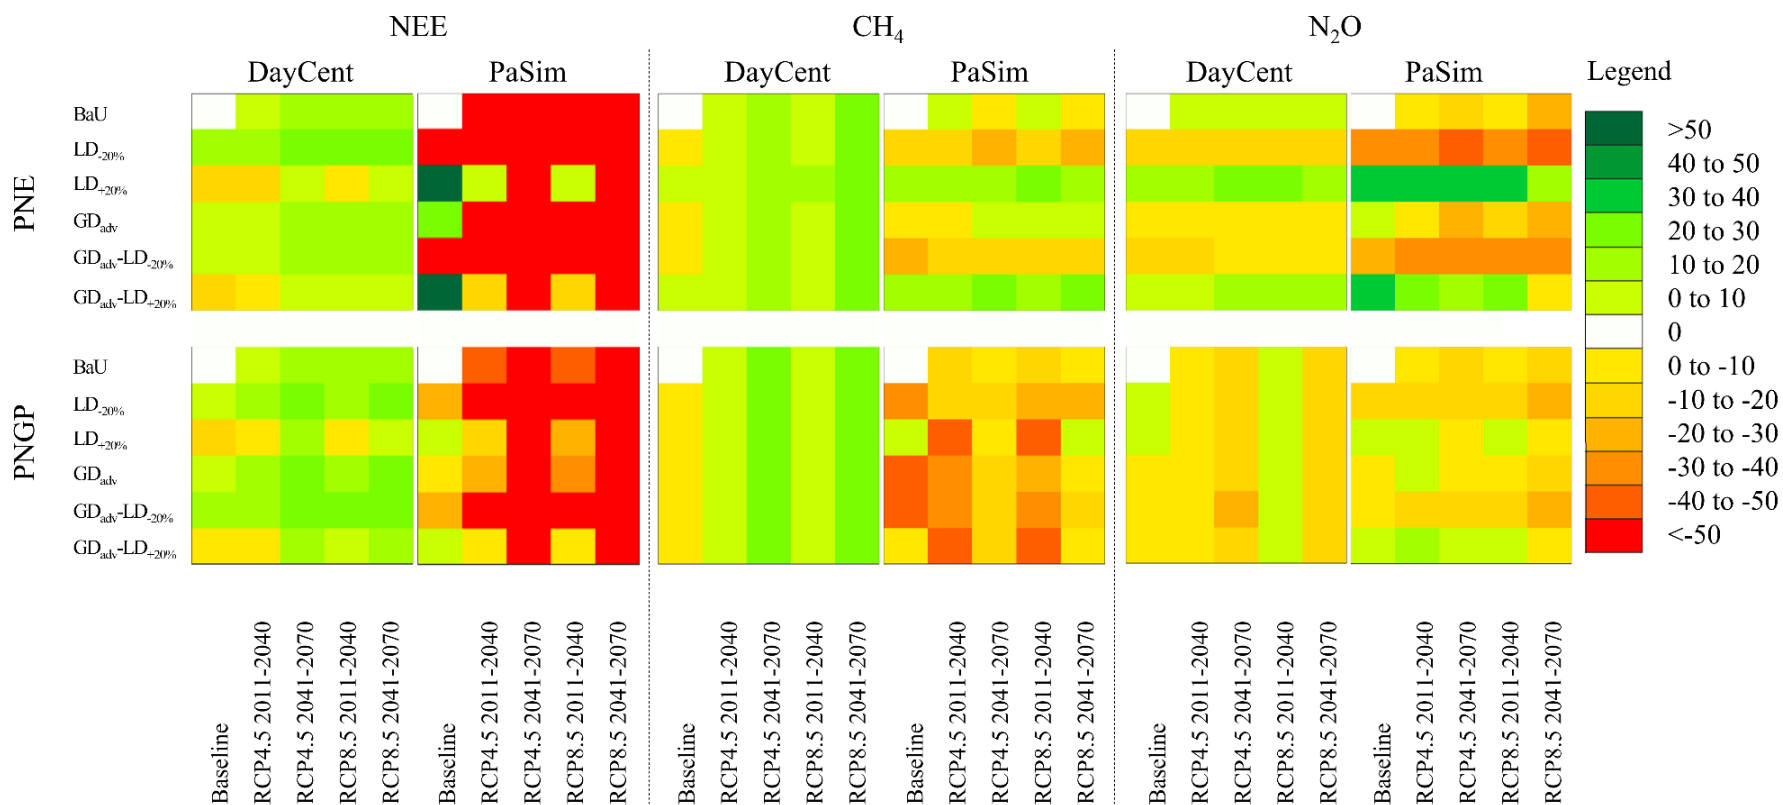 NEE CH₄ N₂O
DayCent PaSim DayCent PaSim DayCent PaSim Legend
PNE
BaU
LD-20%
LD+20%
GDadv
GDadv-LD-20%
GDadv-LD+20%
PNGP
BaU
LD-20%
LD+20%
GDadv
GDadv-LD-20%
GDadv-LD+20%
>50
40 to 50
30 to 40
20 to 30
10 to 20
0 to 10
0
0 to -10
-10 to -20
-20 to -30
-30 to -40
-40 to -50
<-50
Baseline
RCP4.5 2011-2040
RCP4.5 2041-2070
RCP8.5 2011-2040
RCP8.5 2041-2070
Baseline
RCP4.5 2011-2040
RCP4.5 2041-2070
RCP8.5 2011-2040
RCP8.5 2041-2070
Baseline
RCP4.5 2011-2040
RCP4.5 2041-2070
RCP8.5 2011-2040
RCP8.5 2041-2070
Baseline
RCP4.5 2011-2040
RCP4.5 2041-2070
RCP8.5 2011-2040
RCP8.5 2041-2070
Baseline
RCP4.5 2011-2040
RCP4.5 2041-2070
RCP8.5 2011-2040
RCP8.5 2041-2070
Baseline
RCP4.5 2011-2040
RCP4.5 2041-2070
RCP8.5 2011-2040
RCP8.5 2041-2070